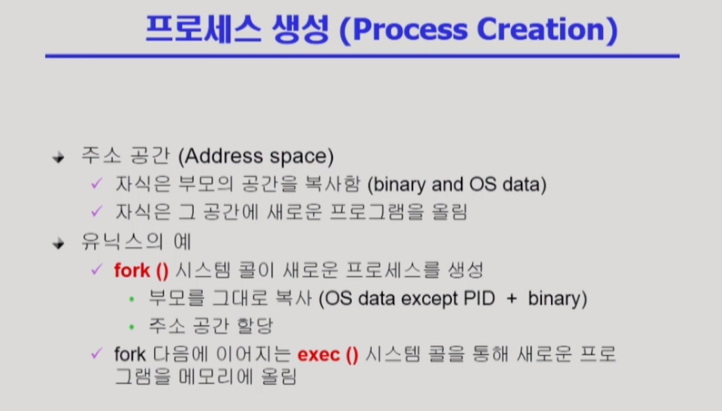 프로세스 생성 (Process Creation)
주소 공간 (Address space)
자식은 부모의 공간을 복사함 (binary and OS data)
자식은 그 공간에 새로운 프로그램을 올림
유닉스의 예
fork () 시스템 콜이 새로운 프로세스를 생성
부모를 그대로 복사 (OS data except PID + binary)
주소 공간 할당
fork 다음에 이어지는 exec () 시스템 콜을 통해 새로운 프로
그램을 메모리에 올림